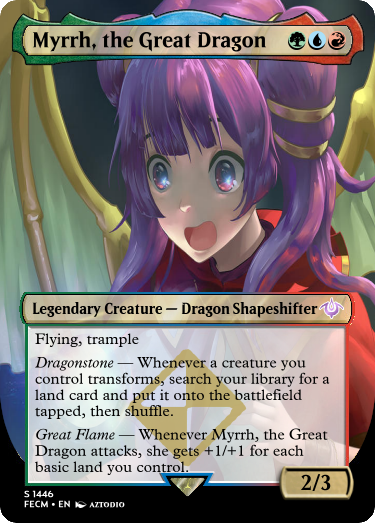 Myrrh, the Great Dragon
Legendary Creature — Dragon Shapeshifter
Flying, trample
Dragonstone — Whenever a creature you
control transforms, search your library for a
land card and put it onto the battlefield
tapped, then shuffle.
Great Flame — Whenever Myrrh, the Great
Dragon attacks, she gets +1/+1 for each
basic land you control.
2/3
S 1446
FECM • EN AZTODIO